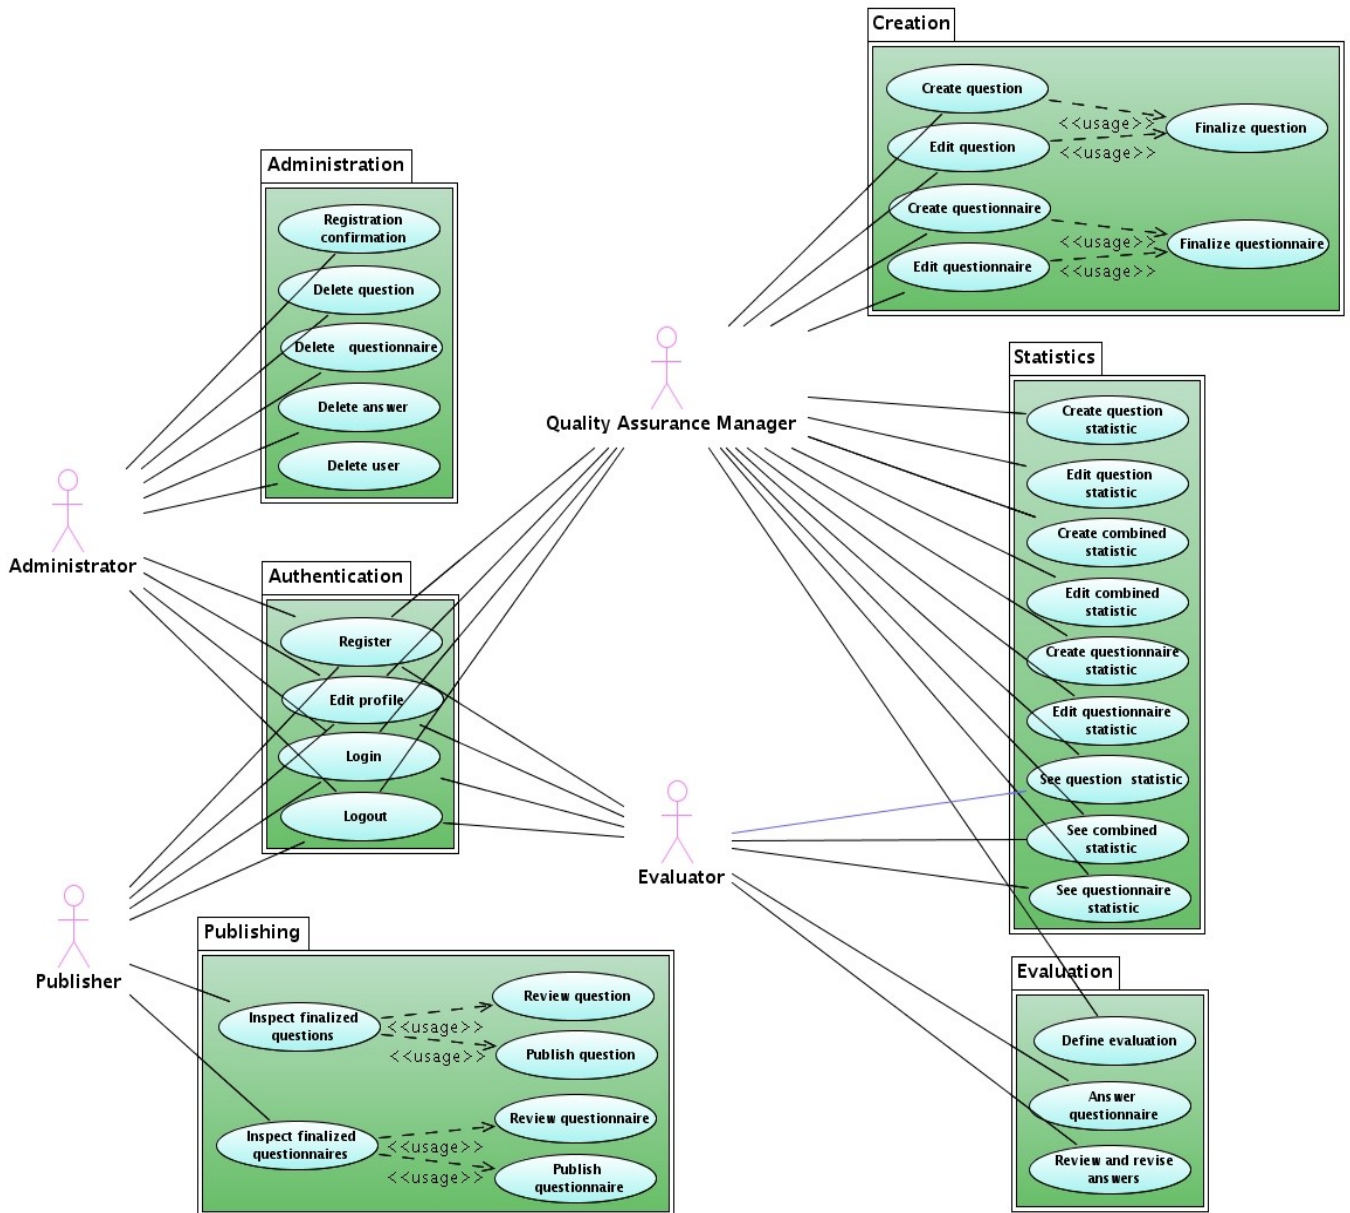 Creation
Create question
<<usage>>
Finalize question
Edit question
<<usage>>
Create questionnaire
<<usage>>
Finalize questionnaire
Edit questionnaire
<<usage>>
Administration
Registration
confirmation
Delete question
Delete questionnaire
Delete answer
Delete user
Quality Assurance Manager
Administrator
Statistics
Create question
statistic
Edit question
statistic
Create combined
statistic
Edit combined
statistic
Create questionnaire
statistic
Edit questionnaire
statistic
See question statistic
See combined
statistic
See questionnaire
statistic
Authentication
Register
Edit profile
Login
Logout
Evaluator
Publisher
Publishing
Inspect finalized
questions
<<usage>>
<<usage>>
Review question
Publish question
Inspect finalized
questionnaires
<<usage>>
<<usage>>
Review questionnaire
Publish
questionnaire
Evaluation
Define evaluation
Answer
questionnaire
Review and revise
answers